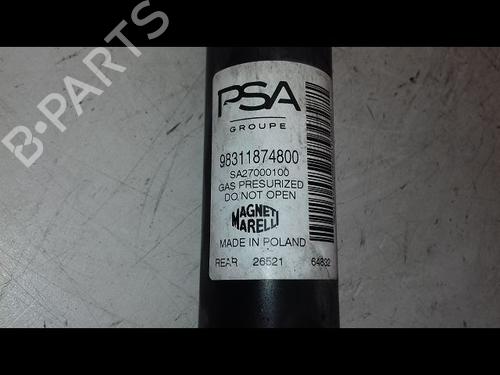 B-PARTS
PSA
GROUPE
98311874800
SA27000100
GAS PRESURIZED
DO NOT OPEN
MAGNETI
MARELLI
MADE IN POLAND
REAR 26521 64832